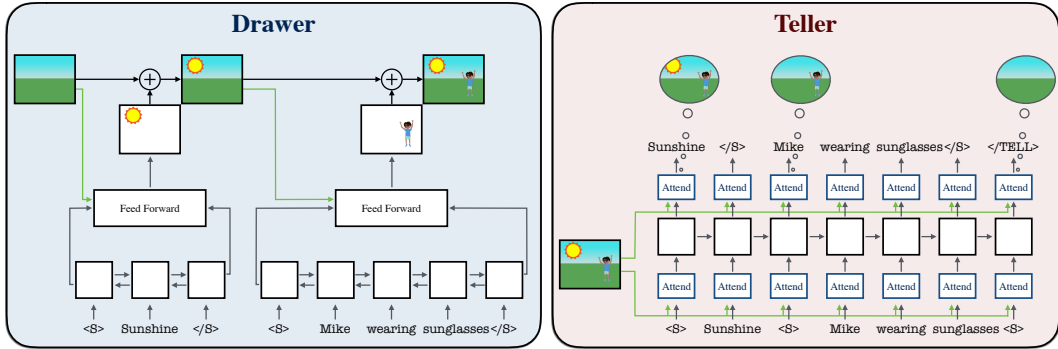 Drawer
Feed Forward Feed Forward
<S> Sunshine </S> <S> Mike wearing sunglasses </S>
Teller
Sunshine </S> Mike wearing sunglasses </S> </TELL>
Attend Attend Attend Attend Attend Attend Attend
Attend Attend Attend Attend Attend Attend Attend
<S> Sunshine <S> Mike wearing sunglasses <S>